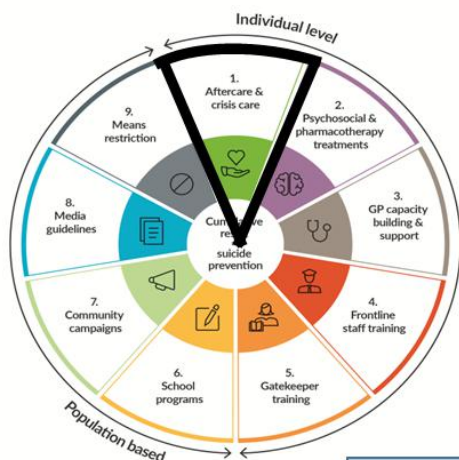 Individual level
1.
Aftercare &
crisis care
2.
Psychosocial &
pharmacotherapy
treatments
3.
GP capacity
building &
support
4.
Frontline
staff training
5.
Gatekeeper
training
6.
School
programs
7.
Community
campaigns
8.
Media
guidelines
9.
Means
restriction
suicide
prevention
Population based